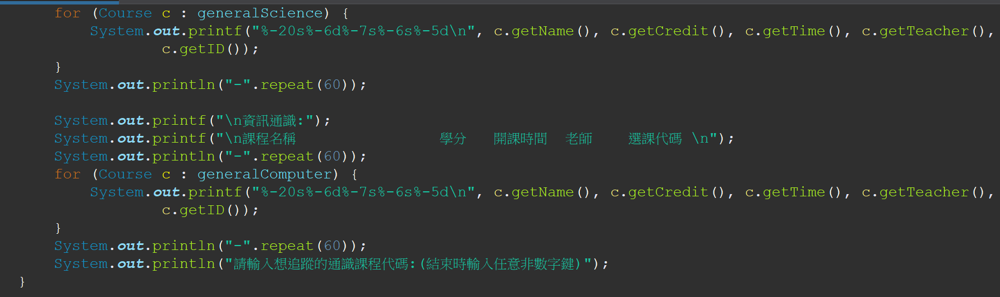 for (Course c : generalScience) {
System.out.printf("%-20s%-6d%-7s%-6s%-5d\n", c.getName(), c.getCredit(), c.getTime(), c.getTeacher(),
c.getID());
}
System.out.println("-".repeat(60));
System.out.printf("\n資訊通識:");
System.out.printf("\n課程名稱                學分   開課時間  老師    選課代碼 \n");
System.out.println("-".repeat(60));
for (Course c : generalComputer) {
System.out.printf("%-20s%-6d%-7s%-6s%-5d\n", c.getName(), c.getCredit(), c.getTime(), c.getTeacher(),
c.getID());
}
System.out.println("-".repeat(60));
System.out.println("請輸入想追蹤的通識課程代碼:(結束時輸入任意非數字鍵)");
}